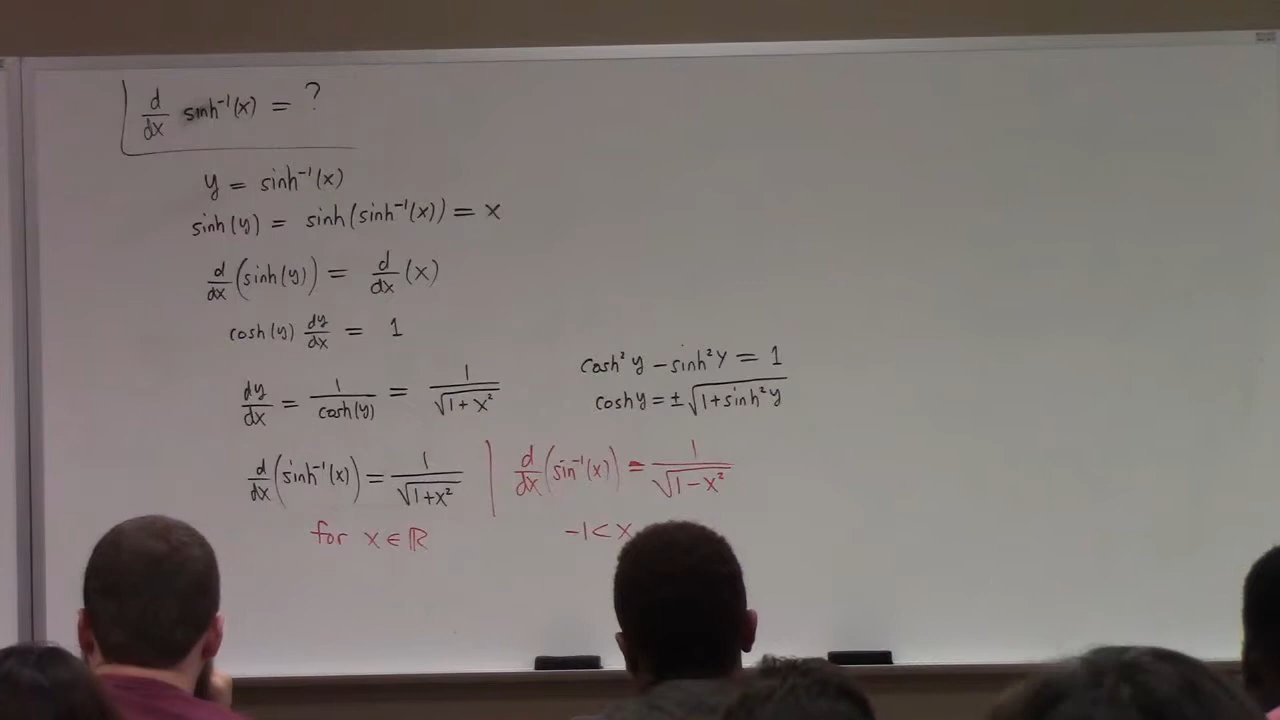 d/dx sinh⁻¹(x) = ?
y = sinh⁻¹(x)
sinh(y) = sinh(sinh⁻¹(x)) = x
d/dx (sinh(y)) = d/dx (x)
cosh(y) dy/dx = 1
dy/dx = 1/cosh(y) = 1/√(1+x²)
cosh² y − sinh² y = 1
cosh y = ± √(1+sinh² y)
d/dx (sinh⁻¹(x)) = 1/√(1+x²)
for x ∈ ℝ
d/dx (sin⁻¹(x)) = 1/√(1−x²)
−1 < x